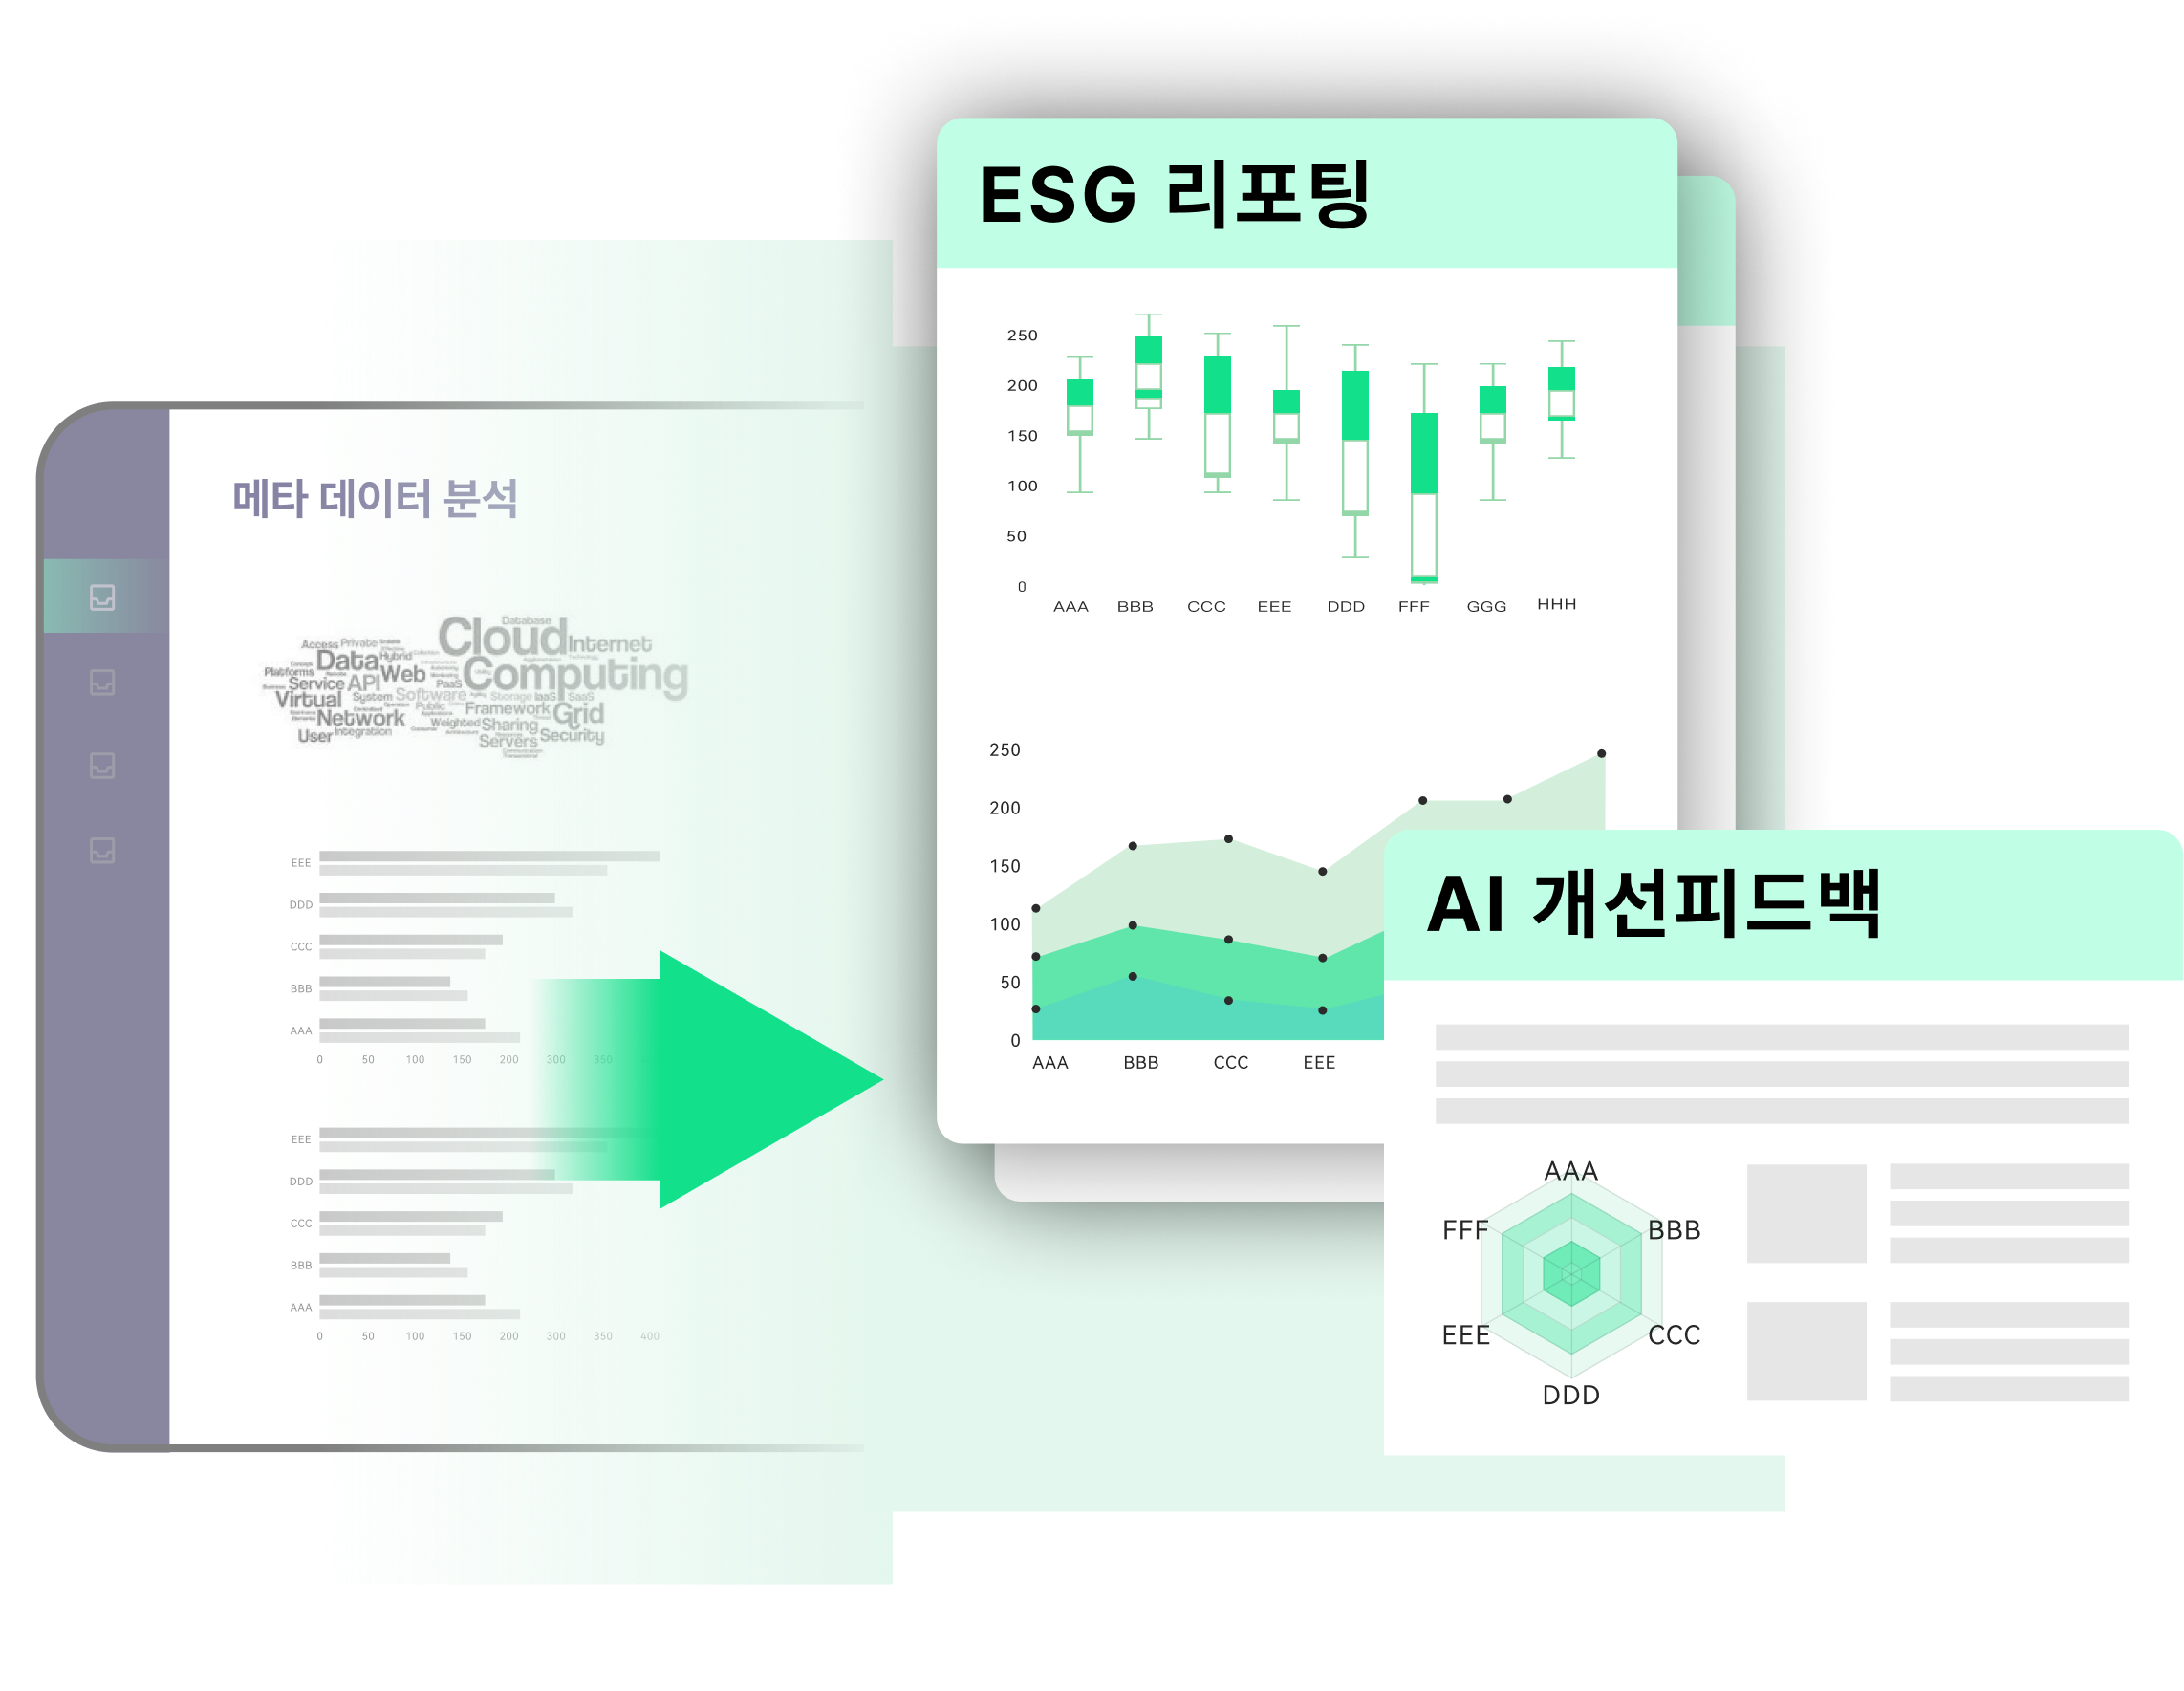 메타 데이터 분석
Database
Cloud Internet
Access Private Scalable
Data Hybrid
Computing
Platforms Web
Service API PaaS
Virtual System Software Storage IaaS SaaS
Public Framework Grid
Network Weighted Sharing
User Integration Servers Security
EEE
DDD
CCC
BBB
AAA
0 50 100 150 200 300 350
EEE
DDD
CCC
BBB
AAA
0 50 100 150 200 300 350 400
ESG 리포팅
250
200
150
100
50
0
AAA BBB CCC EEE DDD FFF GGG HHH
250
200
150
100
50
0
AAA BBB CCC EEE
AI 개선피드백
AAA
FFF BBB
EEE CCC
DDD